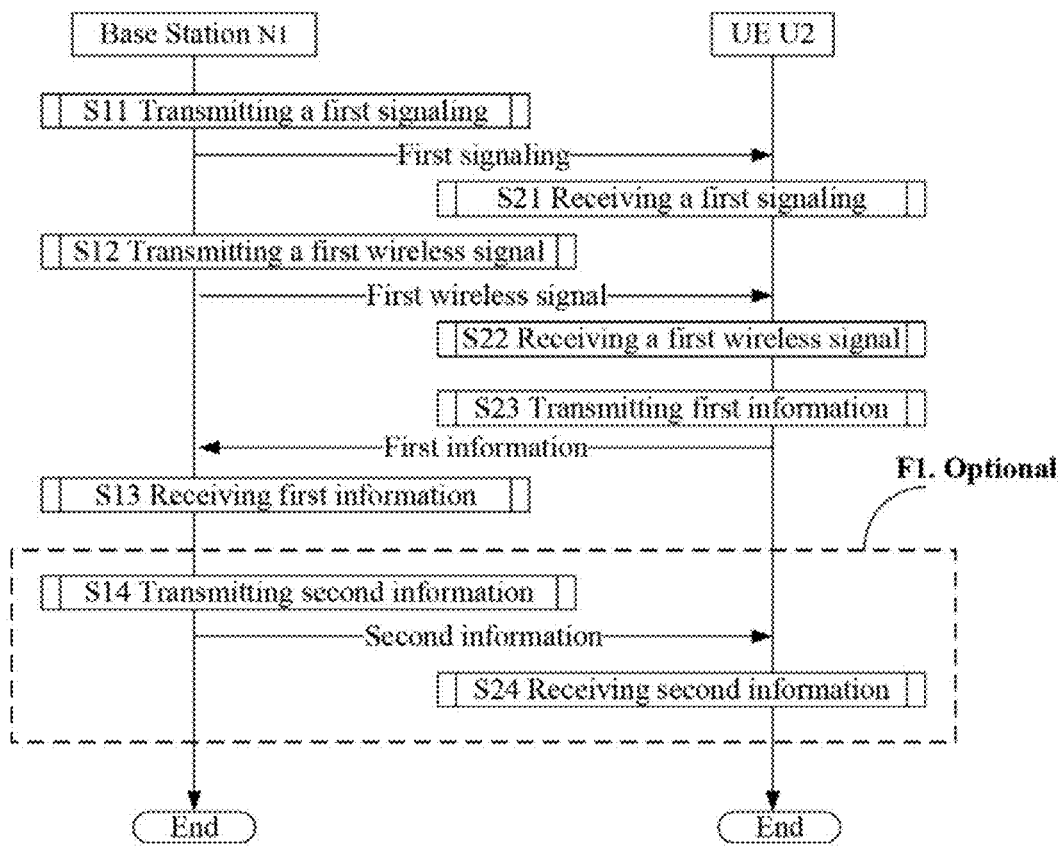 Base Station N1
UE U2
S11 Transmitting a first signaling
First signaling
S21 Receiving a first signaling
S12 Transmitting a first wireless signal
First wireless signal
S22 Receiving a first wireless signal
S23 Transmitting first information
First information
F1. Optional
S13 Receiving first information
S14 Transmitting second information
Second information
S24 Receiving second information
End
End